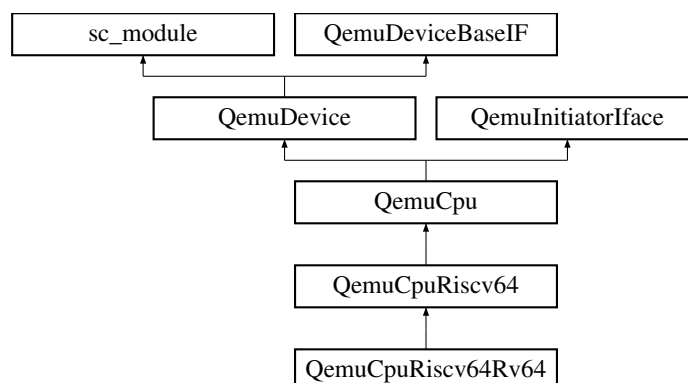 sc_module
QemuDeviceBaseIF
QemuDevice
QemuInitiatorIface
QemuCpu
QemuCpuRiscv64
QemuCpuRiscv64Rv64